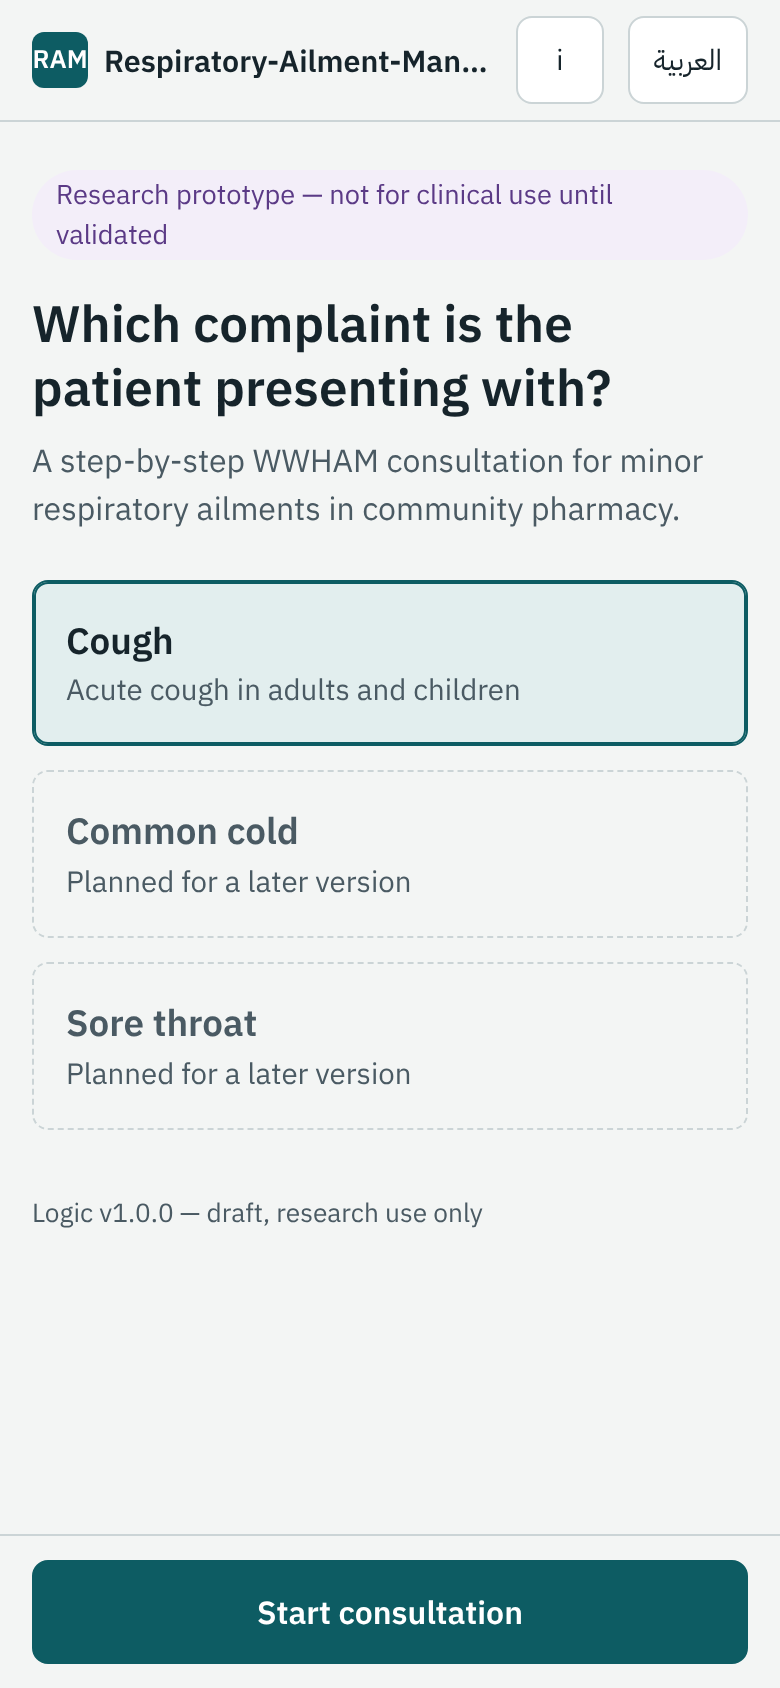 RAM
Respiratory-Ailment-Man...
i
العربية
Research prototype — not for clinical use until
validated
Which complaint is the
patient presenting with?
A step-by-step WWHAM consultation for minor
respiratory ailments in community pharmacy.
Cough
Acute cough in adults and children
Common cold
Planned for a later version
Sore throat
Planned for a later version
Logic v1.0.0 — draft, research use only
Start consultation